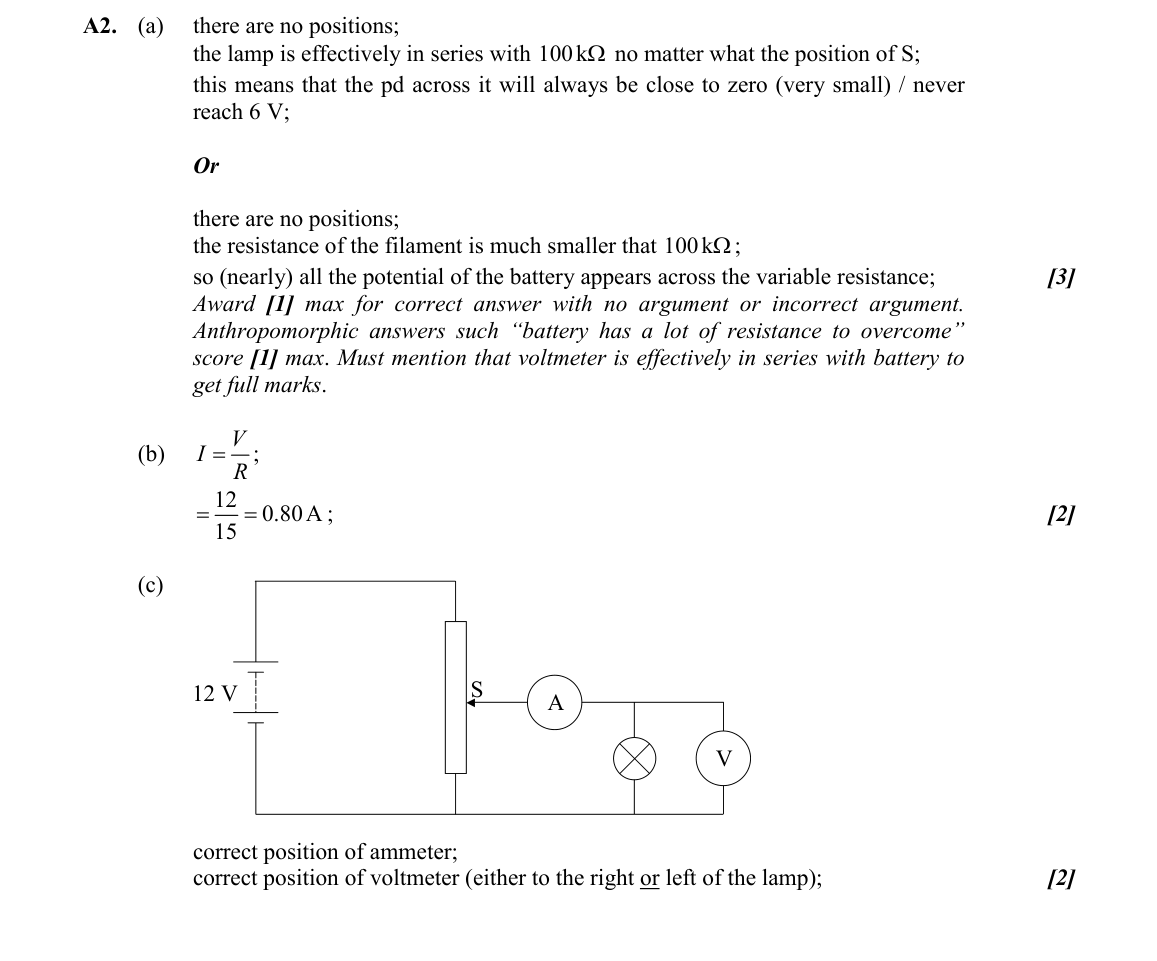 A2. (a) there are no positions;
the lamp is effectively in series with 100 kΩ no matter what the position of S;
this means that the pd across it will always be close to zero (very small) / never
reach 6 V;
Or
there are no positions;
the resistance of the filament is much smaller that 100 kΩ;
so (nearly) all the potential of the battery appears across the variable resistance; [3]
Award [1] max for correct answer with no argument or incorrect argument.
Anthropomorphic answers such “battery has a lot of resistance to overcome”
score [1] max. Must mention that voltmeter is effectively in series with battery to
get full marks.
(b) I = V/R;
= 12/15 = 0.80 A; [2]
(c)
12 V
S
A
V
correct position of ammeter;
correct position of voltmeter (either to the right or left of the lamp); [2]